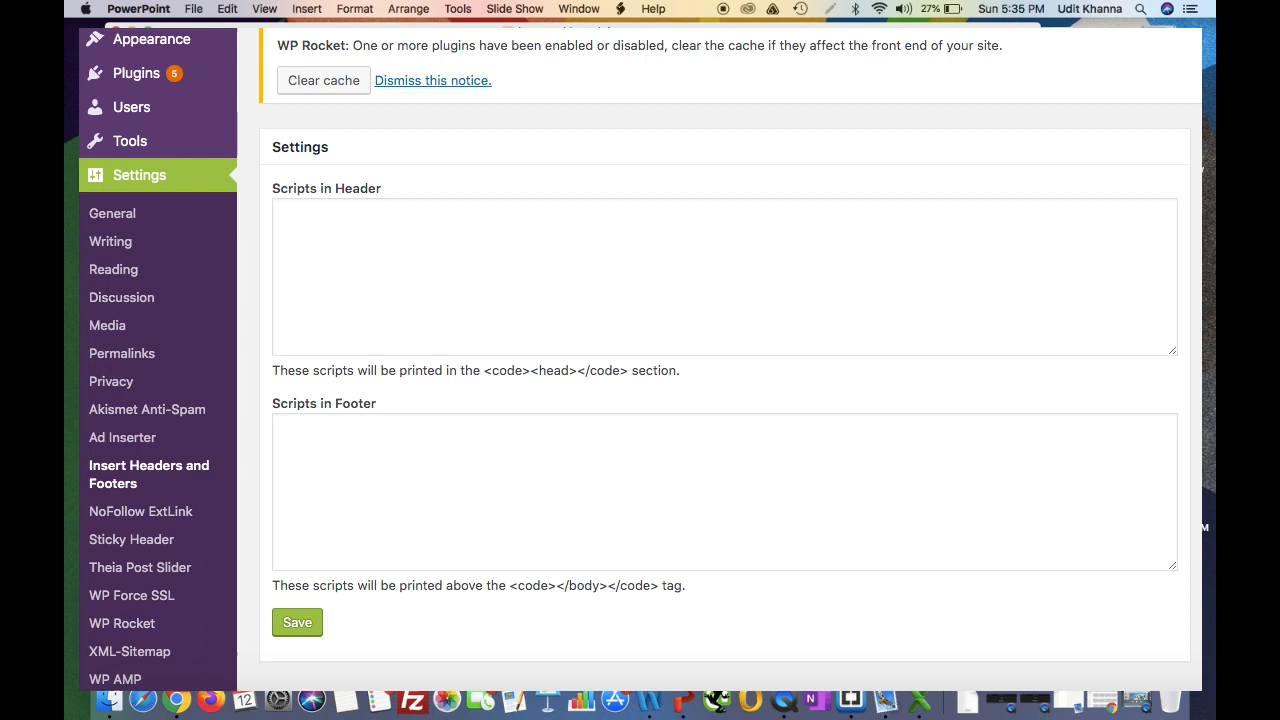 PowerPoint File Edit View Insert Format Arrange Tools Slide Show Window Help 27% Sun 5:35 PM Udit Khanna
Appearance
Plugins 5
Users
Tools
Settings
General
Writing
Reading
Discussion
Media
Permalinks
Privacy
Akismet Anti-Spam
Ad Inserter
Insert Headers and
Footers
NoFollow ExtLink
Sticky Header
Theia Post Slider
WP Force SSL
WP Rocket
XML-Sitemap
WP AMP
WP Rocket: One or more plugins have been enabled or disabled, clear the cache if they affect the front end of your site.
Clear cache Dismiss this notice.
Settings
Scripts in Header
These scripts will be printed in the <code><head></code> section.
Scripts in Footer
These scripts will be printed above the <code></body></code> tag.
Save
12